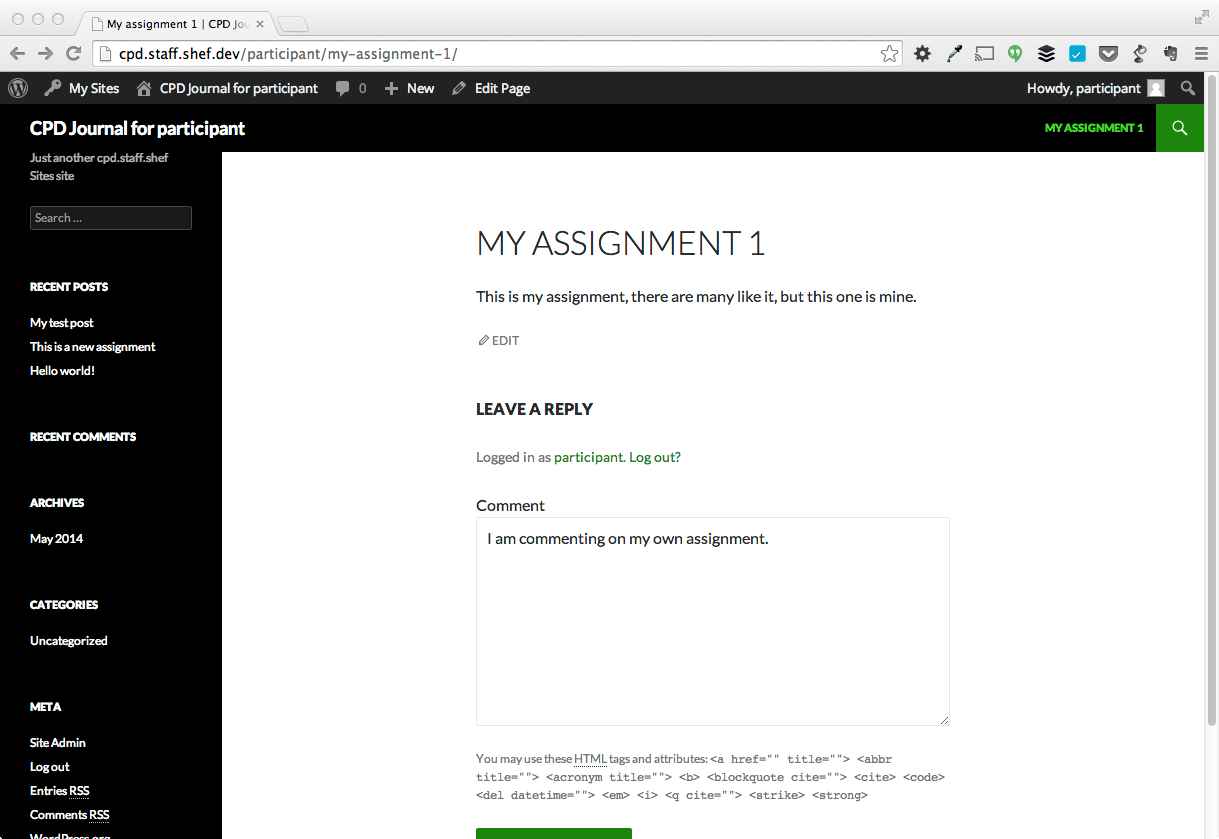 My assignment 1 | CPD Jou
cpd.staff.shef.dev/participant/my-assignment-1/
My Sites CPD Journal for participant 0 New Edit Page Howdy, participant
CPD Journal for participant
MY ASSIGNMENT 1
Just another cpd.staff.shef
Sites site
Search ...
RECENT POSTS
My test post
This is a new assignment
Hello world!
RECENT COMMENTS
ARCHIVES
May 2014
CATEGORIES
Uncategorized
META
Site Admin
Log out
Entries RSS
Comments RSS
WordPress.org
MY ASSIGNMENT 1
This is my assignment, there are many like it, but this one is mine.
EDIT
LEAVE A REPLY
Logged in as participant. Log out?
Comment
I am commenting on my own assignment.
You may use these HTML tags and attributes: <a href="" title=""> <abbr
title=""> <acronym title=""> <b> <blockquote cite=""> <cite> <code>
<del datetime=""> <em> <i> <q cite=""> <strike> <strong>